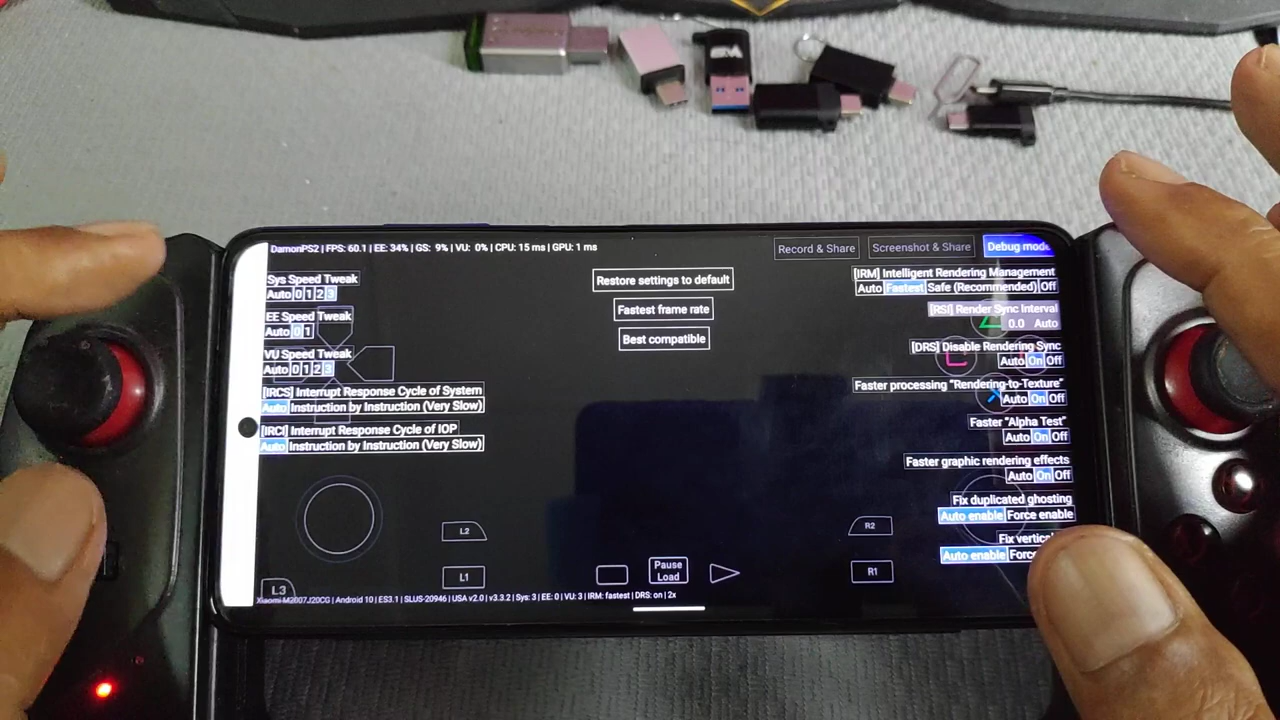 DamonPS2 | FPS: 60.1 | EE: 34% | GS: 9% | VU: 0% | CPU: 15 ms | GPU: 1 ms
Record & Share
Screenshot & Share
Debug mode
Sys Speed Tweak
Auto 0 1 2 3
EE Speed Tweak
Auto 0 1
VU Speed Tweak
Auto 0 1 2 3
[IRCS] Interrupt Response Cycle of System
Auto Instruction by Instruction (Very Slow)
[IRCI] Interrupt Response Cycle of IOP
Auto Instruction by Instruction (Very Slow)
Restore settings to default
Fastest frame rate
Best compatible
[IRM] Intelligent Rendering Management
Auto Fastest Safe (Recommended) Off
[RSI] Render Sync Interval
0.0 Auto
[DRS] Disable Rendering Sync
Auto On Off
Faster processing "Rendering-to-Texture"
Auto On Off
Faster "Alpha Test"
Auto On Off
Faster graphic rendering effects
Auto On Off
Fix duplicated ghosting
Auto enable Force enable
Fix vertic
Auto enable Forc
L2
R2
L1
Pause
Load
R1
L3
Xiaomi-M2007J20CG | Android 10 | ES3.1 | SLUS-20946 | USA v2.0 | v3.3.2 | Sys: 3 | EE: 0 | VU: 3 | IRM: fastest | DRS: on | 2x